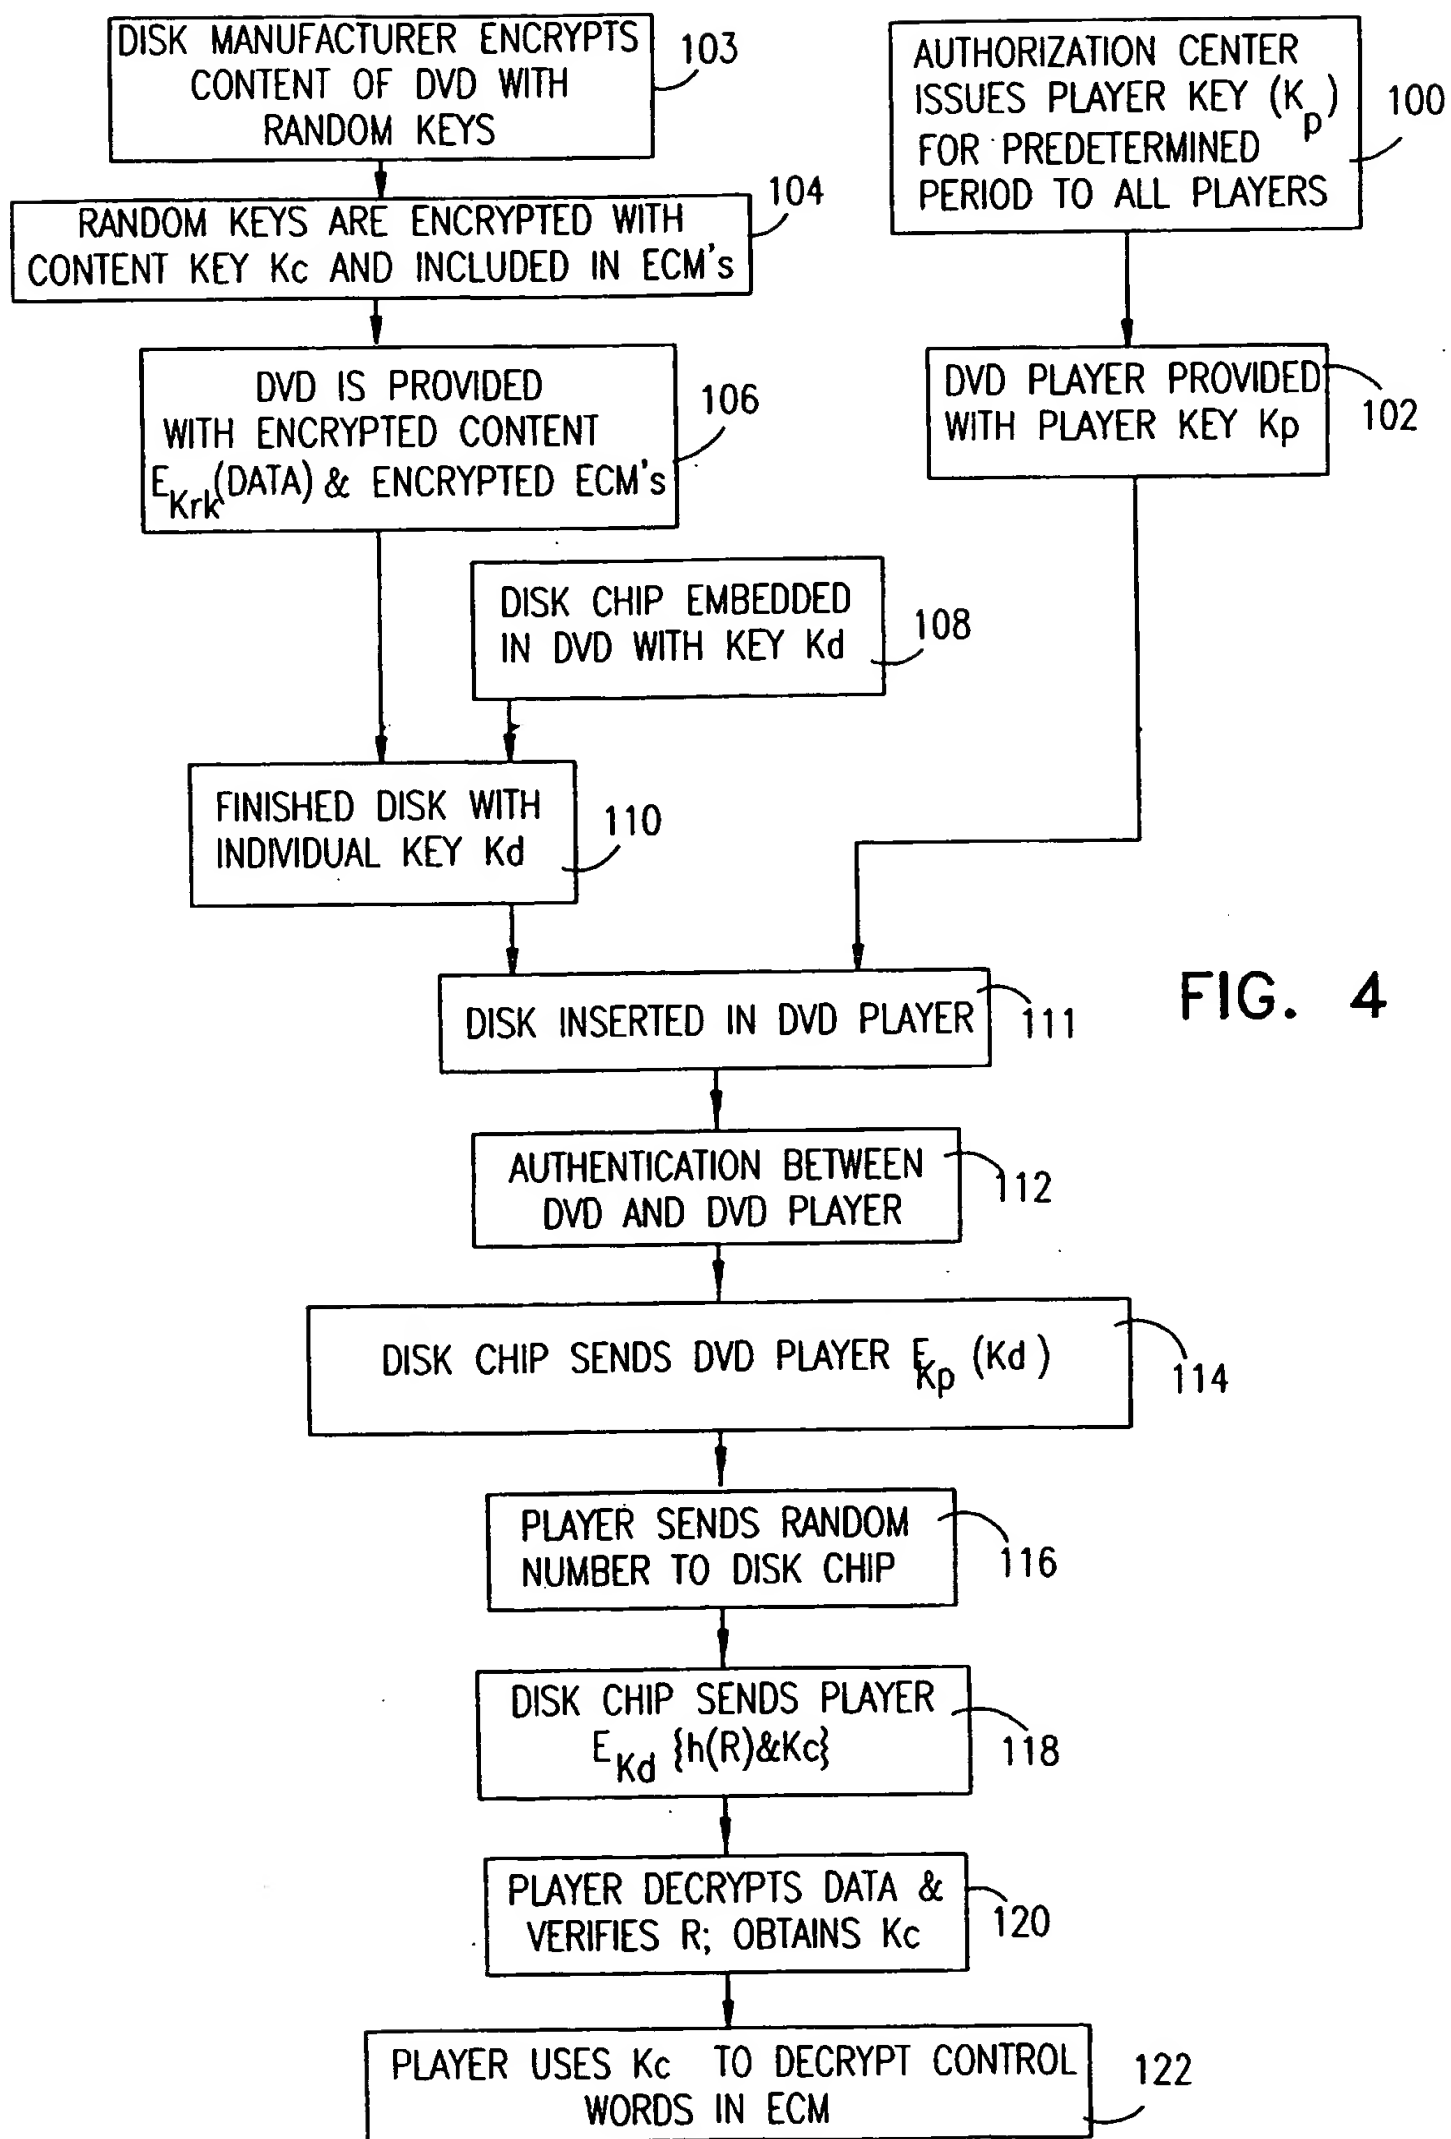 DISK MANUFACTURER ENCRYPTS
CONTENT OF DVD WITH
RANDOM KEYS
103
AUTHORIZATION CENTER
ISSUES PLAYER KEY (Kp)
FOR PREDETERMINED
PERIOD TO ALL PLAYERS
100
RANDOM KEYS ARE ENCRYPTED WITH
CONTENT KEY Kc AND INCLUDED IN ECM's
104
DVD IS PROVIDED
WITH ENCRYPTED CONTENT
EKrk(DATA) & ENCRYPTED ECM's
106
DVD PLAYER PROVIDED
WITH PLAYER KEY Kp
102
DISK CHIP EMBEDDED
IN DVD WITH KEY Kd
108
FINISHED DISK WITH
INDIVIDUAL KEY Kd
110
DISK INSERTED IN DVD PLAYER
111
FIG. 4
AUTHENTICATION BETWEEN
DVD AND DVD PLAYER
112
DISK CHIP SENDS DVD PLAYER EKp (Kd)
114
PLAYER SENDS RANDOM
NUMBER TO DISK CHIP
116
DISK CHIP SENDS PLAYER
EKd {h(R)&Kc}
118
PLAYER DECRYPTS DATA &
VERIFIES R; OBTAINS Kc
120
PLAYER USES Kc TO DECRYPT CONTROL
WORDS IN ECM
122